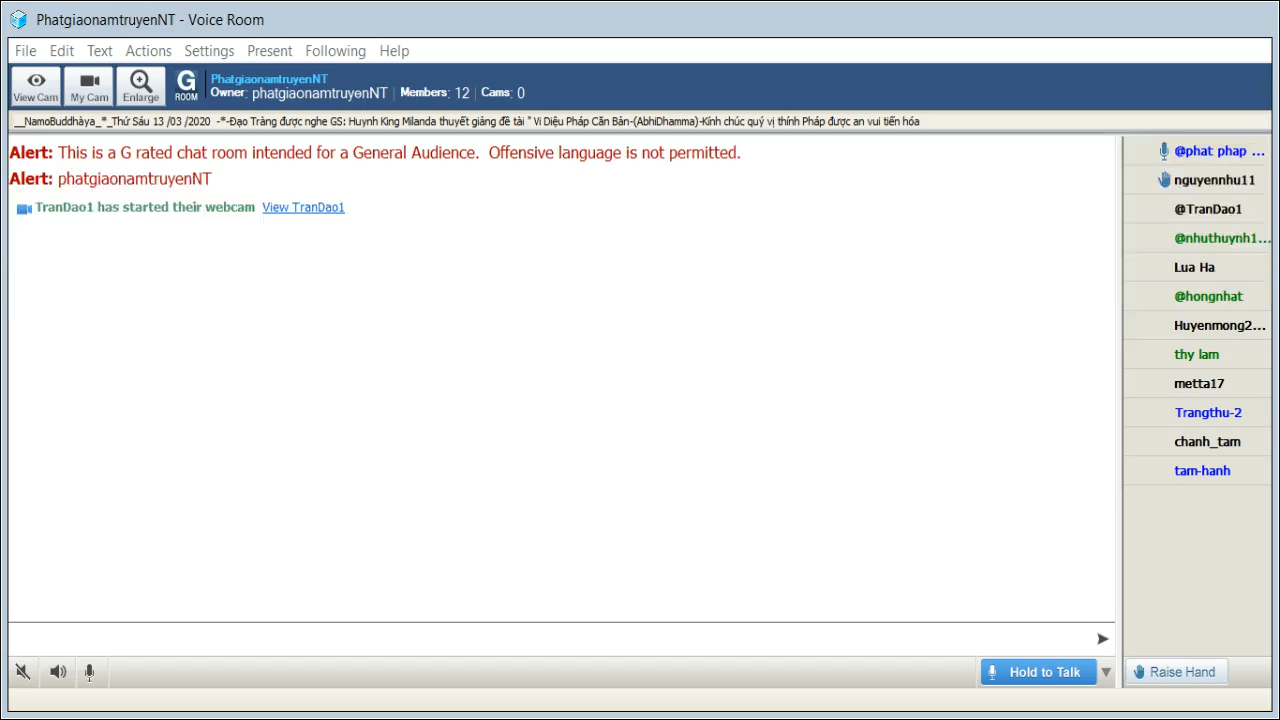 PhatgiaonamtruyenNT - Voice Room
File Edit Text Actions Settings Present Following Help
View Cam My Cam Enlarge G ROOM
PhatgiaonamtruyenNT
Owner: phatgiaonamtruyenNT | Members: 12 | Cams: 0
__NamoBuddhàya_*_Thứ Sáu 13 /03 /2020 -*-Đạo Tràng được nghe GS: Huynh King Milanda thuyết giảng đề tài " Vi Diệu Pháp Căn Bản-(AbhiDhamma)-Kính chúc quý vị thính Pháp được an vui tiến hóa
Alert: This is a G rated chat room intended for a General Audience. Offensive language is not permitted.
Alert: phatgiaonamtruyenNT
TranDao1 has started their webcam View TranDao1
@phat phap ...
nguyennhu11
@TranDao1
@nhuthuynh1...
Lua Ha
@hongnhat
Huyenmong2...
thy lam
metta17
Trangthu-2
chanh_tam
tam-hanh
Hold to Talk
Raise Hand